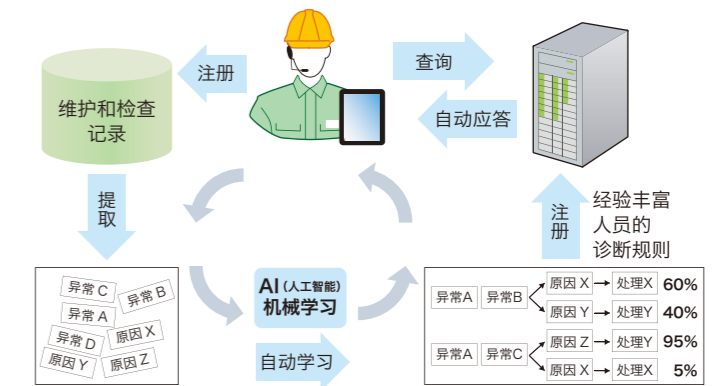 注册
查询
自动应答
维护和检查
记录
提取
注册
经验丰富
人员的
诊断规则
异常C
异常B
异常A
异常D
原因X
原因Y
原因Z
AI(人工智能)
机械学习
自动学习
异常A 异常B 原因X 处理X 60%
原因Y 处理Y 40%
异常A 异常C 原因Z 处理Y 95%
原因X 处理X 5%